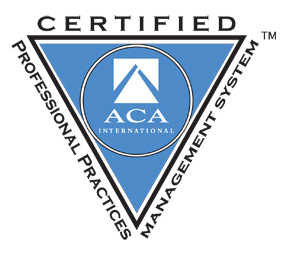 CERTIFIED
™
PROFESSIONAL PRACTICES
MANAGEMENT SYSTEM
ACA
INTERNATIONAL